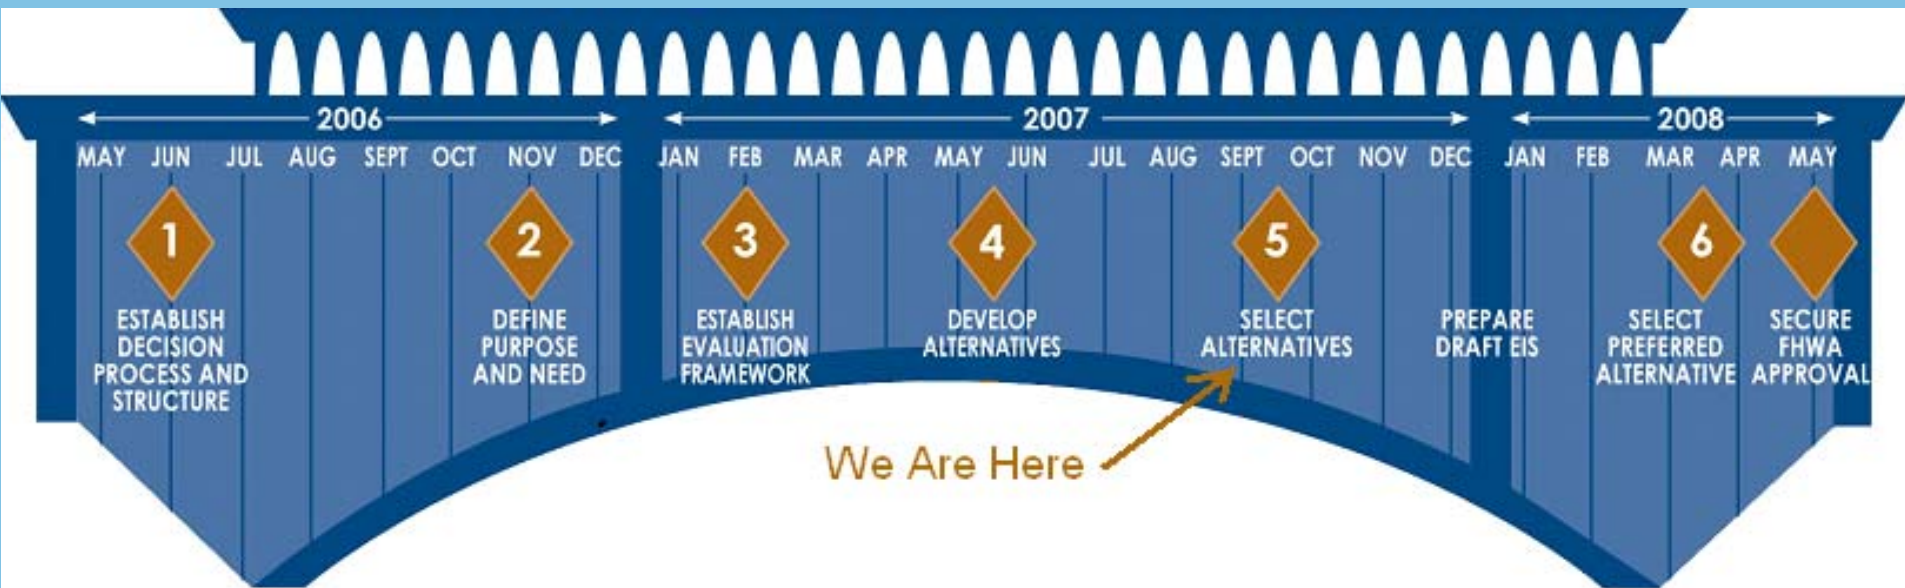 2006 2007 2008
MAY JUN JUL AUG SEPT OCT NOV DEC JAN FEB MAR APR MAY JUN JUL AUG SEPT OCT NOV DEC JAN FEB MAR APR MAY
1
ESTABLISH
DECISION
PROCESS AND
STRUCTURE
2
DEFINE
PURPOSE
AND NEED
3
ESTABLISH
EVALUATION
FRAMEWORK
4
DEVELOP
ALTERNATIVES
5
SELECT
ALTERNATIVES
PREPARE
DRAFT EIS
6
SELECT
PREFERRED
ALTERNATIVE
SECURE
FHWA
APPROVAL
We Are Here